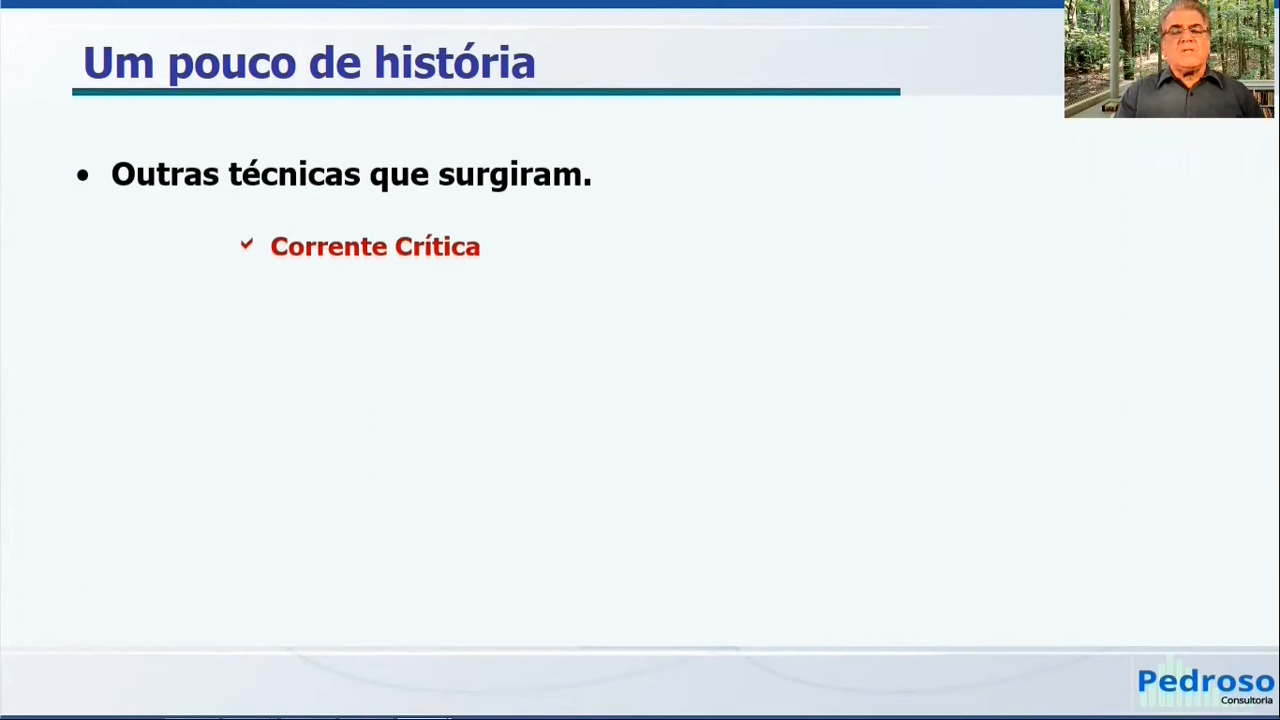 Um pouco de história
• Outras técnicas que surgiram.
✓ Corrente Crítica
Pedroso
Consultoria